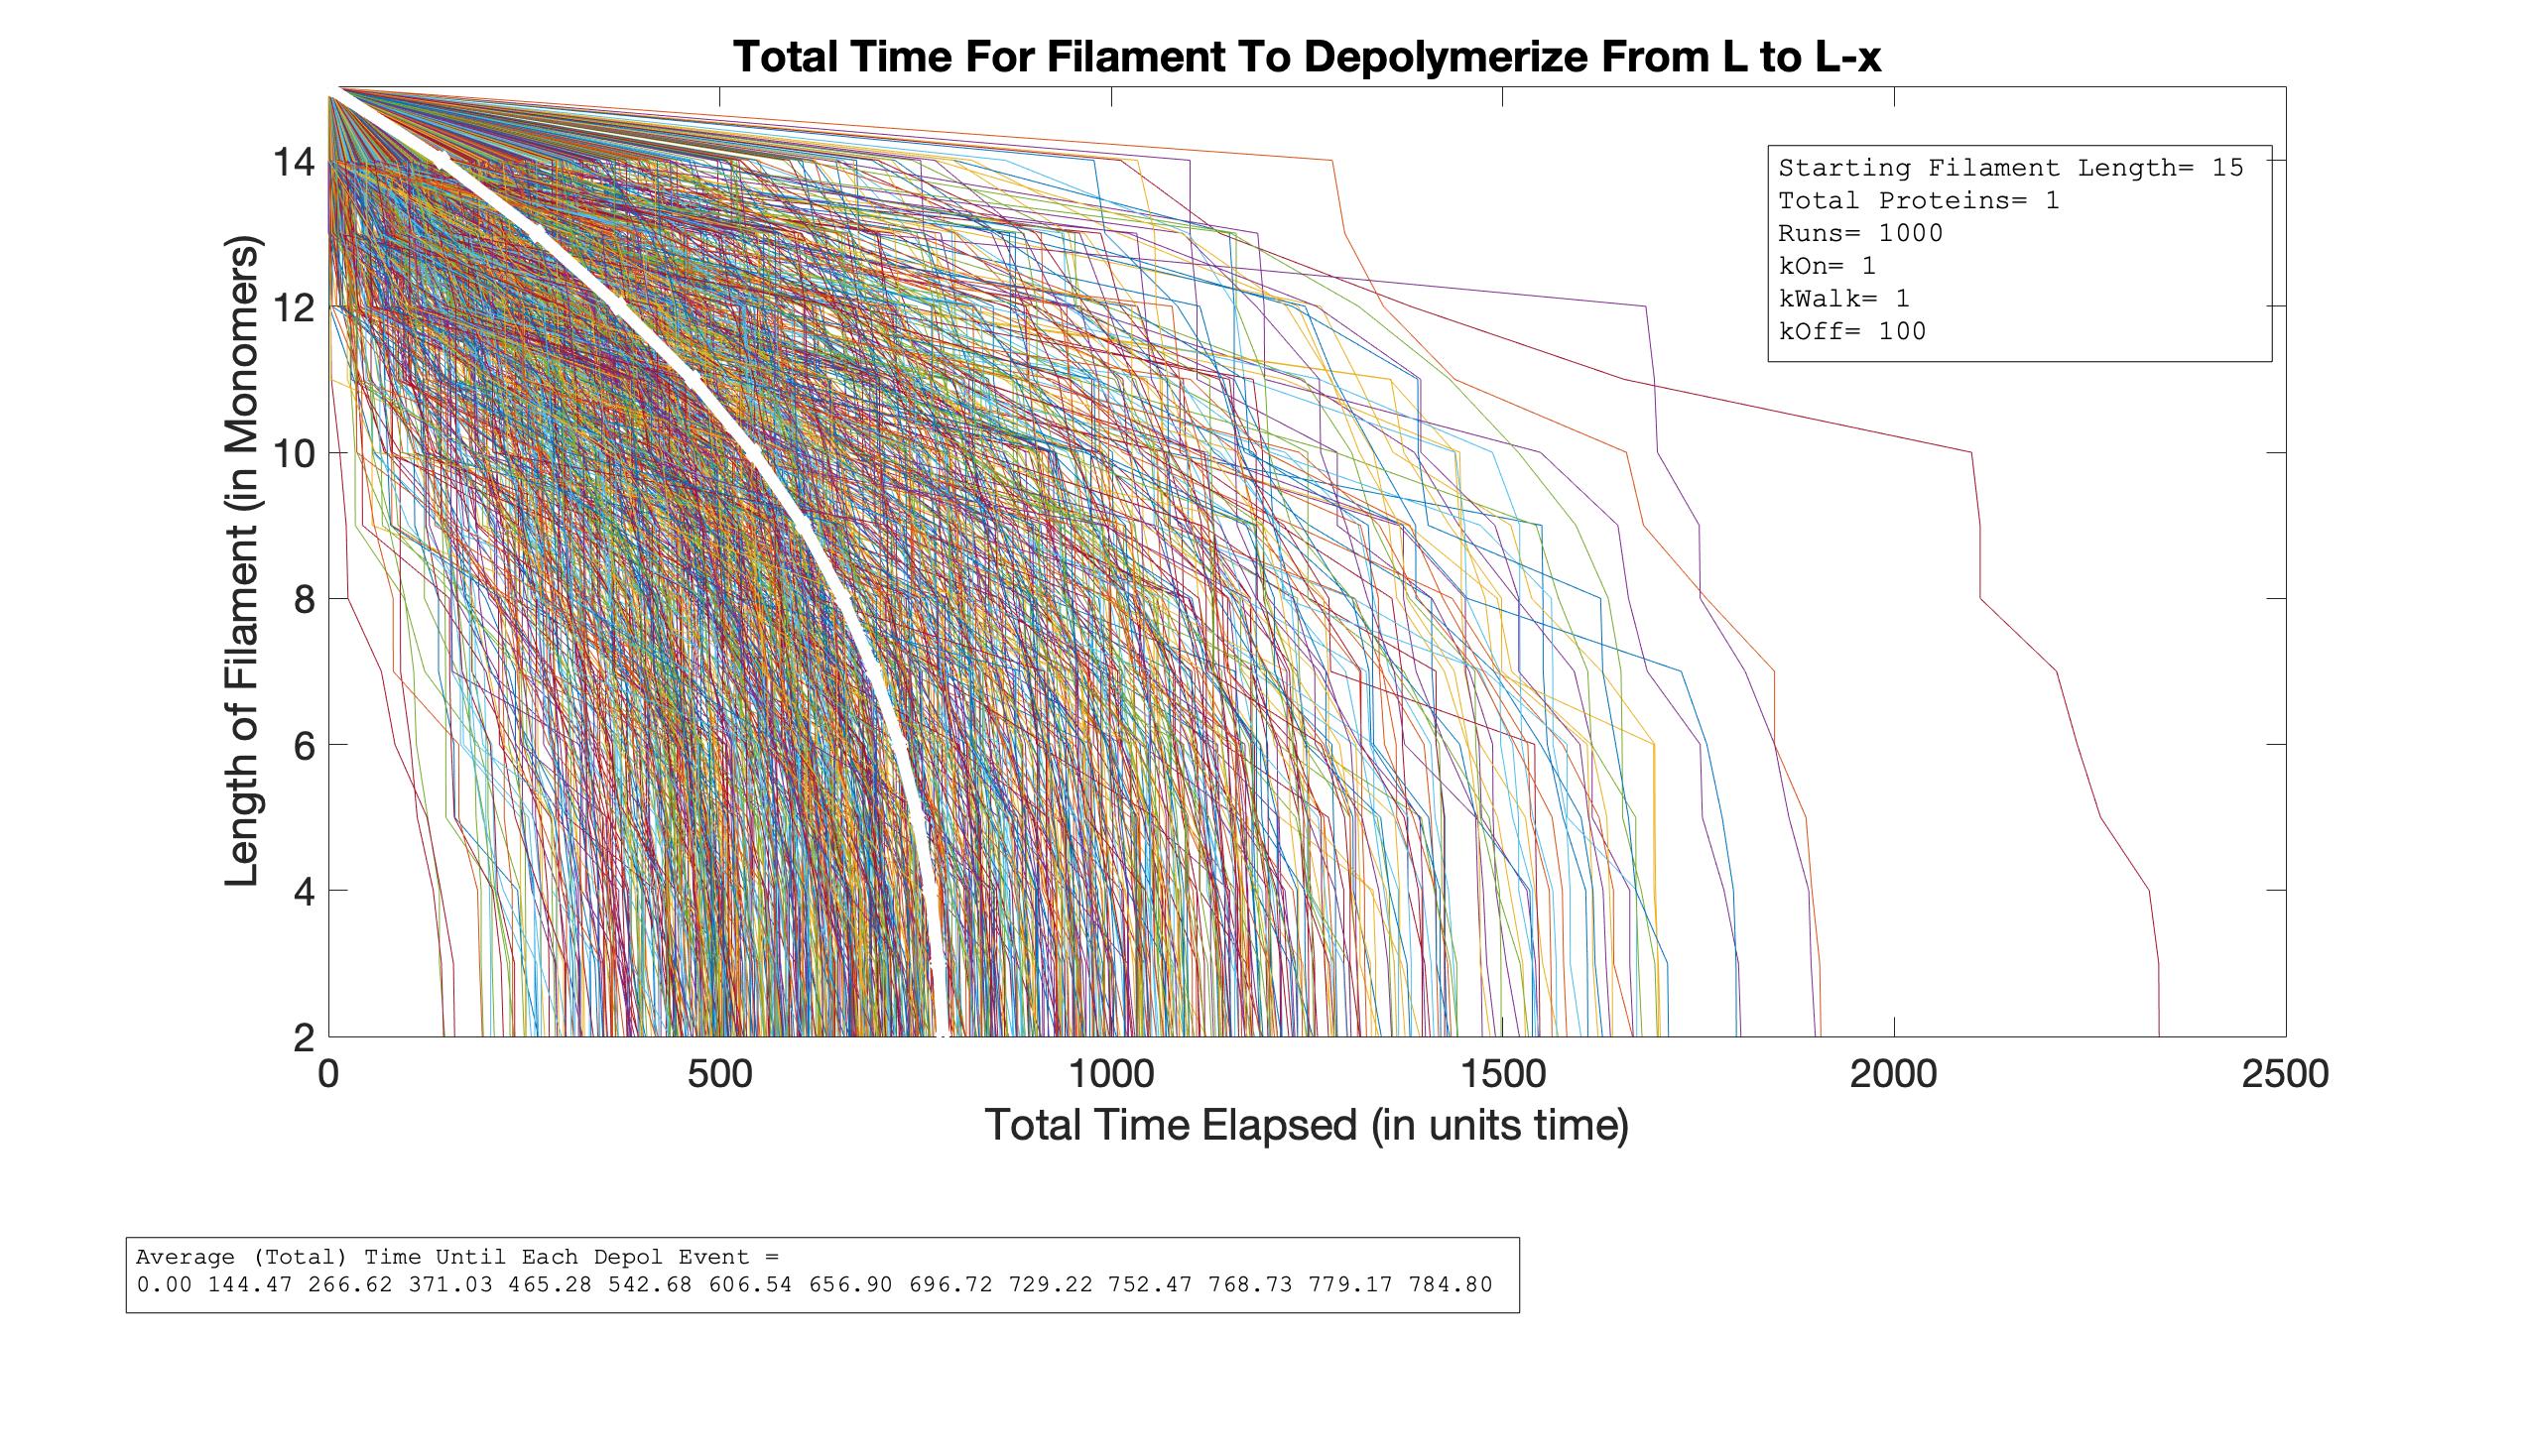 Total Time For Filament To Depolymerize From L to L-x
Length of Filament (in Monomers)
14
12
10
8
6
4
2
Starting Filament Length= 15
Total Proteins= 1
Runs= 1000
kOn= 1
kWalk= 1
kOff= 100
0 500 1000 1500 2000 2500
Total Time Elapsed (in units time)
Average (Total) Time Until Each Depol Event =
0.00 144.47 266.62 371.03 465.28 542.68 606.54 656.90 696.72 729.22 752.47 768.73 779.17 784.80